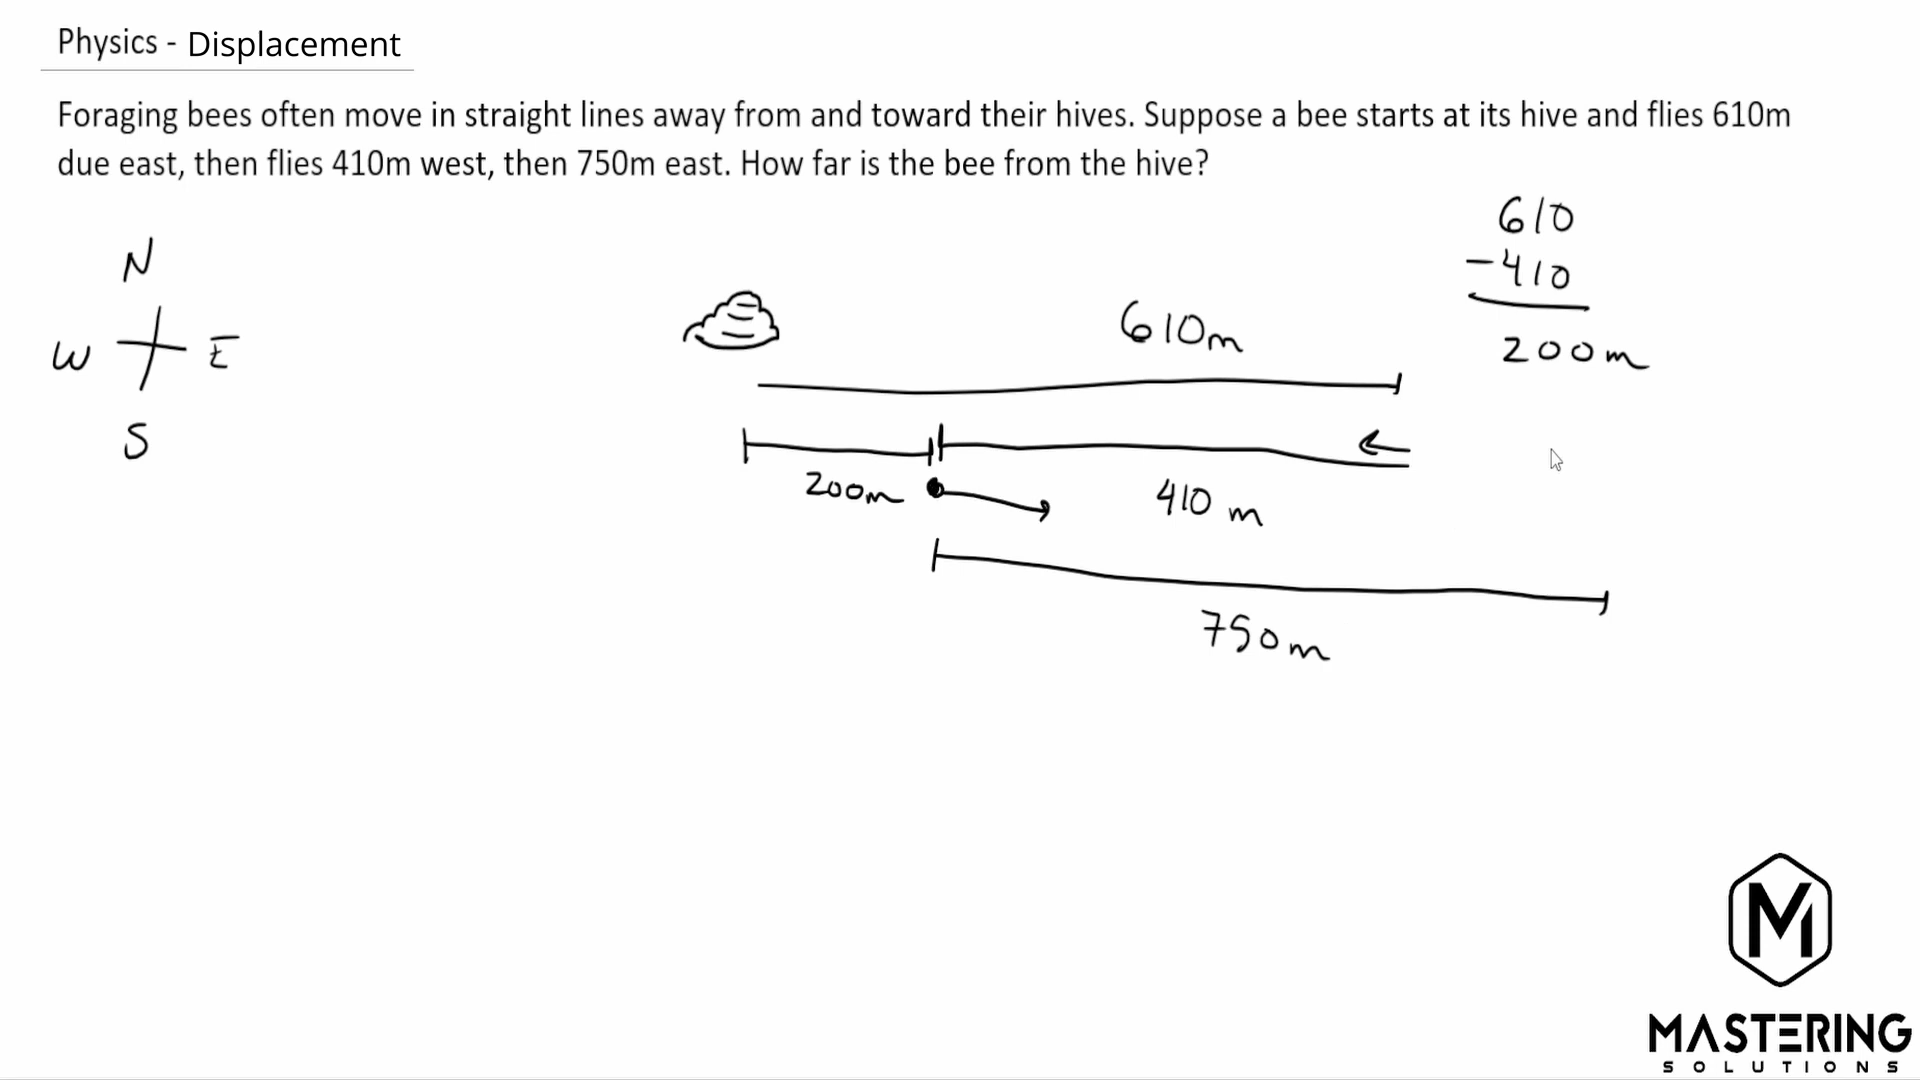 Physics - Displacement
Foraging bees often move in straight lines away from and toward their hives. Suppose a bee starts at its hive and flies 610m
due east, then flies 410m west, then 750m east. How far is the bee from the hive?
N
W E
S
610m
610
-410
200m
200m
410 m
750m
M
MASTERING
SOLUTIONS